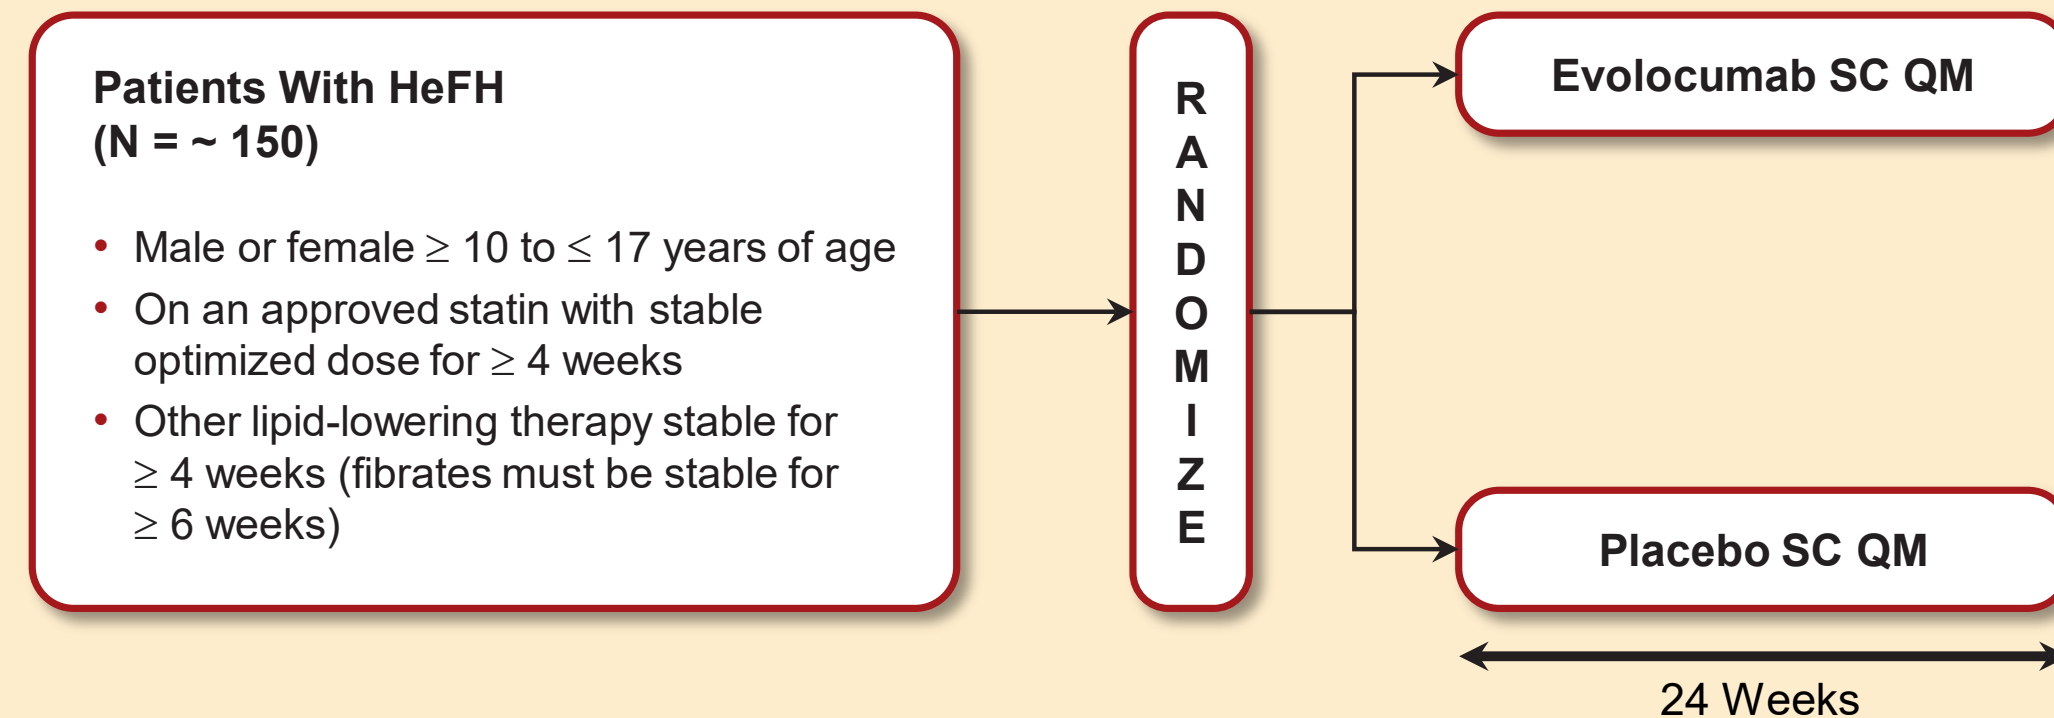 Patients With HeFH
(N = ~ 150)
• Male or female ≥ 10 to ≤ 17 years of age
• On an approved statin with stable
optimized dose for ≥ 4 weeks
• Other lipid-lowering therapy stable for
≥ 4 weeks (fibrates must be stable for
≥ 6 weeks)
R
A
N
D
O
M
I
Z
E
Evolocumab SC QM
Placebo SC QM
24 Weeks